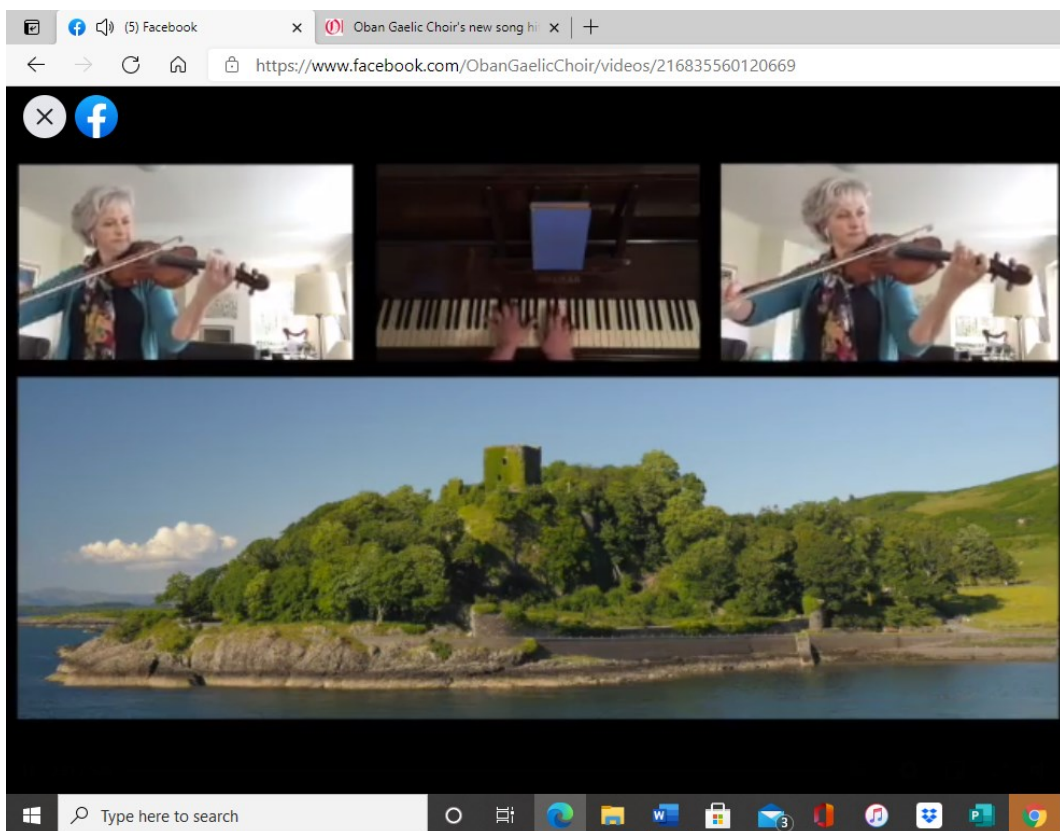 (5) Facebook
Oban Gaelic Choir's new song hi
https://www.facebook.com/ObanGaelicChoir/videos/216835560120669
Type here to search
3